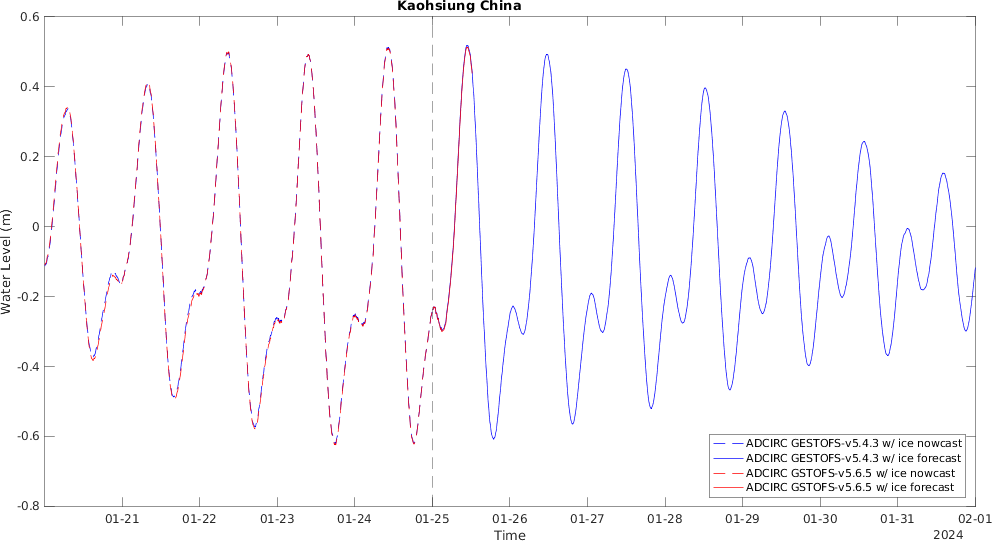 Kaohsiung China
0.6
0.4
0.2
0
-0.2
-0.4
-0.6
-0.8
Water Level (m)
01-21 01-22 01-23 01-24 01-25 01-26 01-27 01-28 01-29 01-30 01-31 02-01
Time
2024
ADCIRC GESTOFS-v5.4.3 w/ ice nowcast
ADCIRC GESTOFS-v5.4.3 w/ ice forecast
ADCIRC GSTOFS-v5.6.5 w/ ice nowcast
ADCIRC GSTOFS-v5.6.5 w/ ice forecast